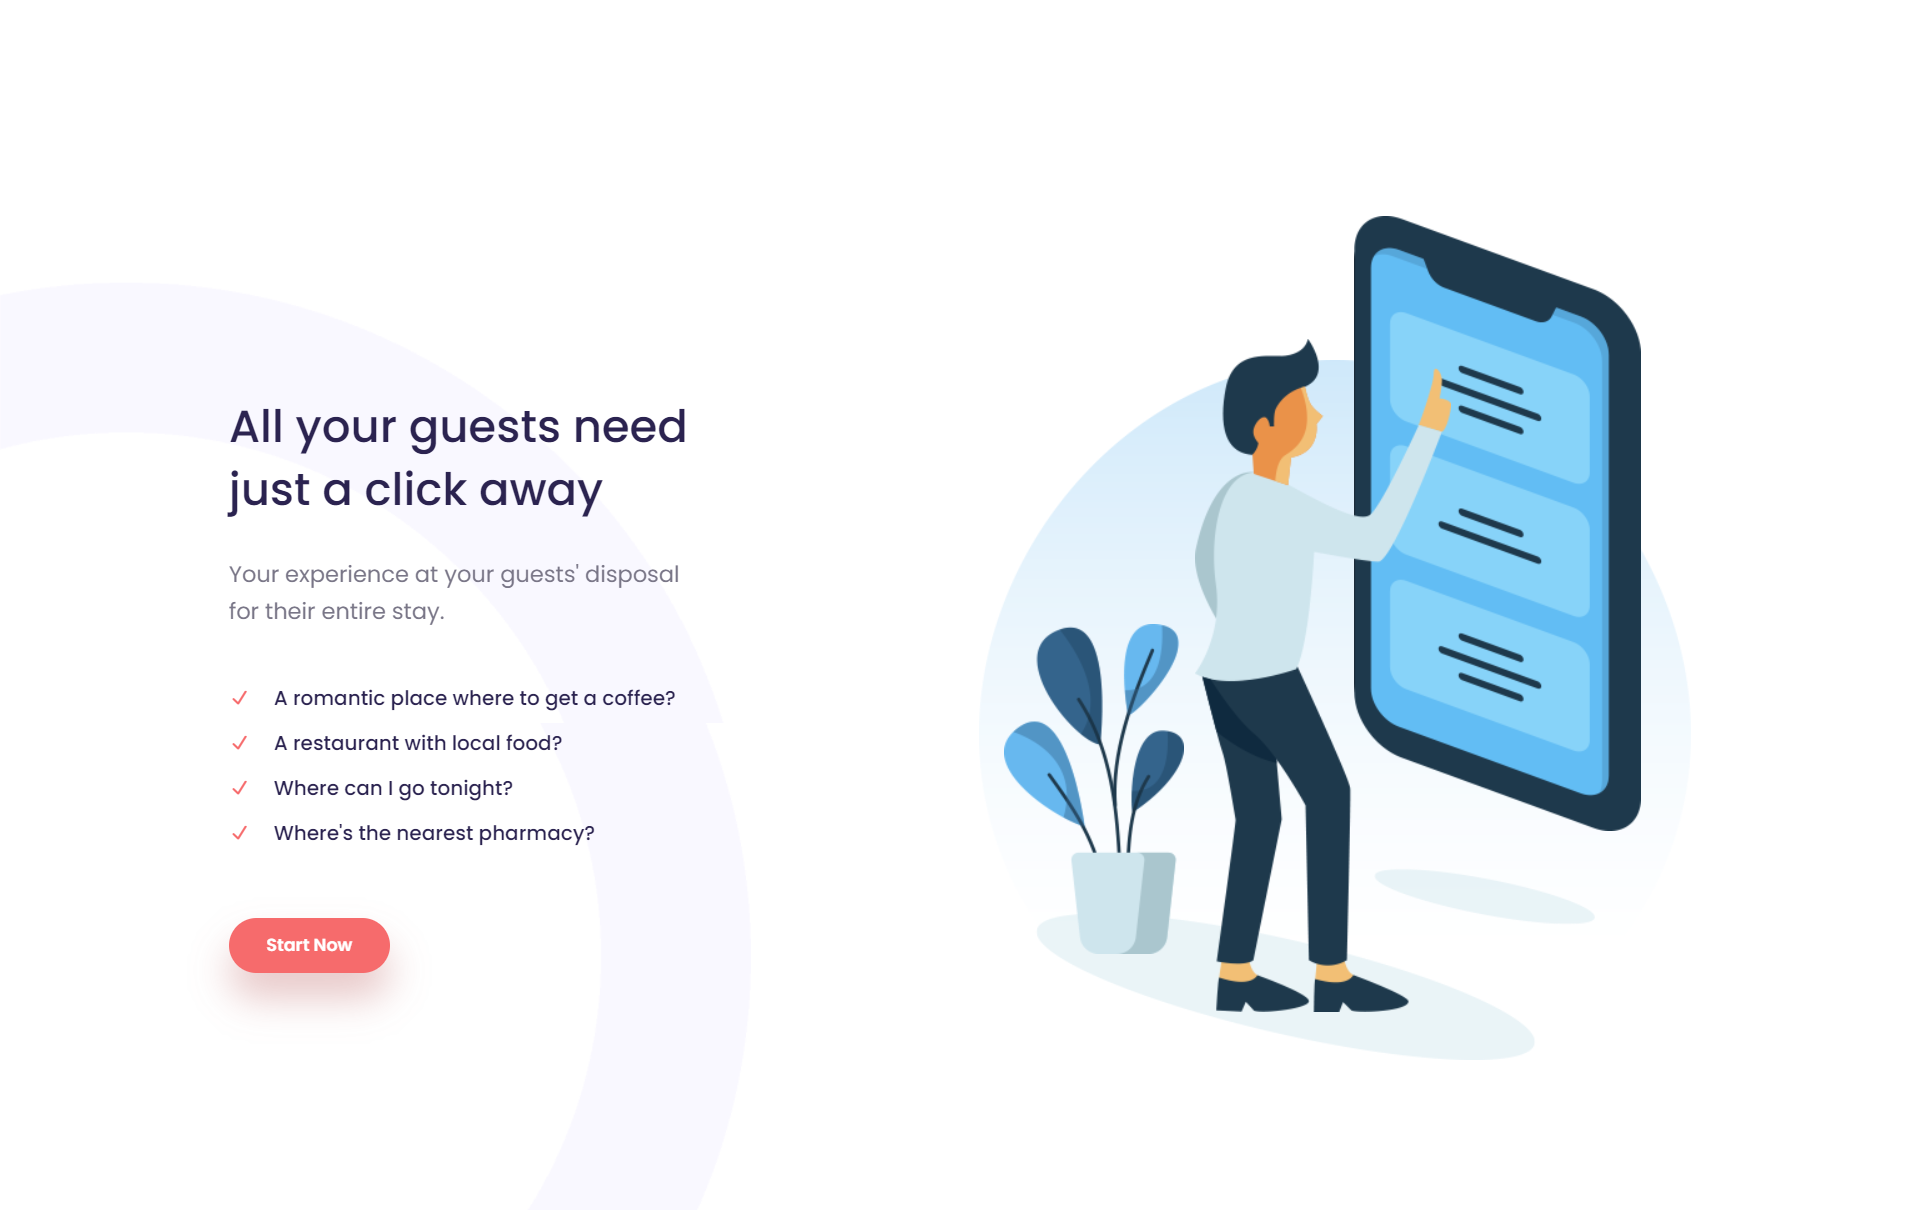 All your guests need
just a click away
Your experience at your guests' disposal
for their entire stay.
A romantic place where to get a coffee?
A restaurant with local food?
Where can I go tonight?
Where's the nearest pharmacy?
Start Now